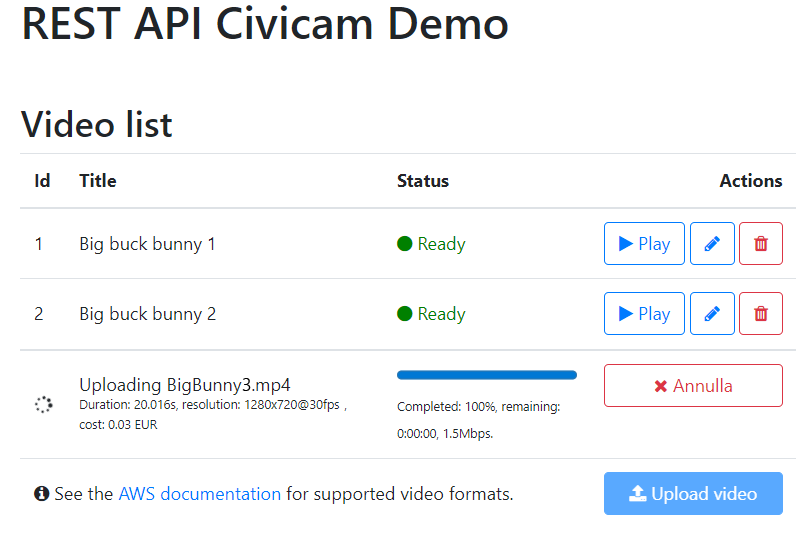 REST API Civicam Demo
Video list
Id Title Status Actions
1 Big buck bunny 1 Ready Play
2 Big buck bunny 2 Ready Play
Uploading BigBunny3.mp4 Annulla
Duration: 20.016s, resolution: 1280x720@30fps , Completed: 100%, remaining:
cost: 0.03 EUR 0:00:00, 1.5Mbps.
See the AWS documentation for supported video formats. Upload video